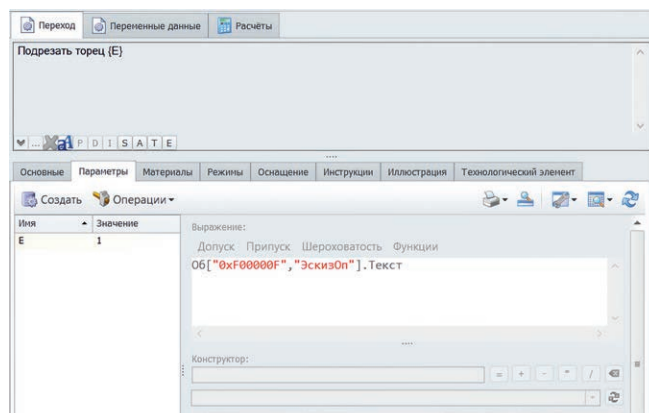 Переход Переменные данные Расчёты
Подрезать торец {E}
... P D I S A T E
Основные Параметры Материалы Режимы Оснащение Инструкции Иллюстрация Технологический элемент
Создать Операции
Имя Значение
E 1
Выражение:
Допуск Припуск Шероховатость Функции
Об["0xF00000F","ЭскизОп"].Текст
Конструктор:
= + - * /